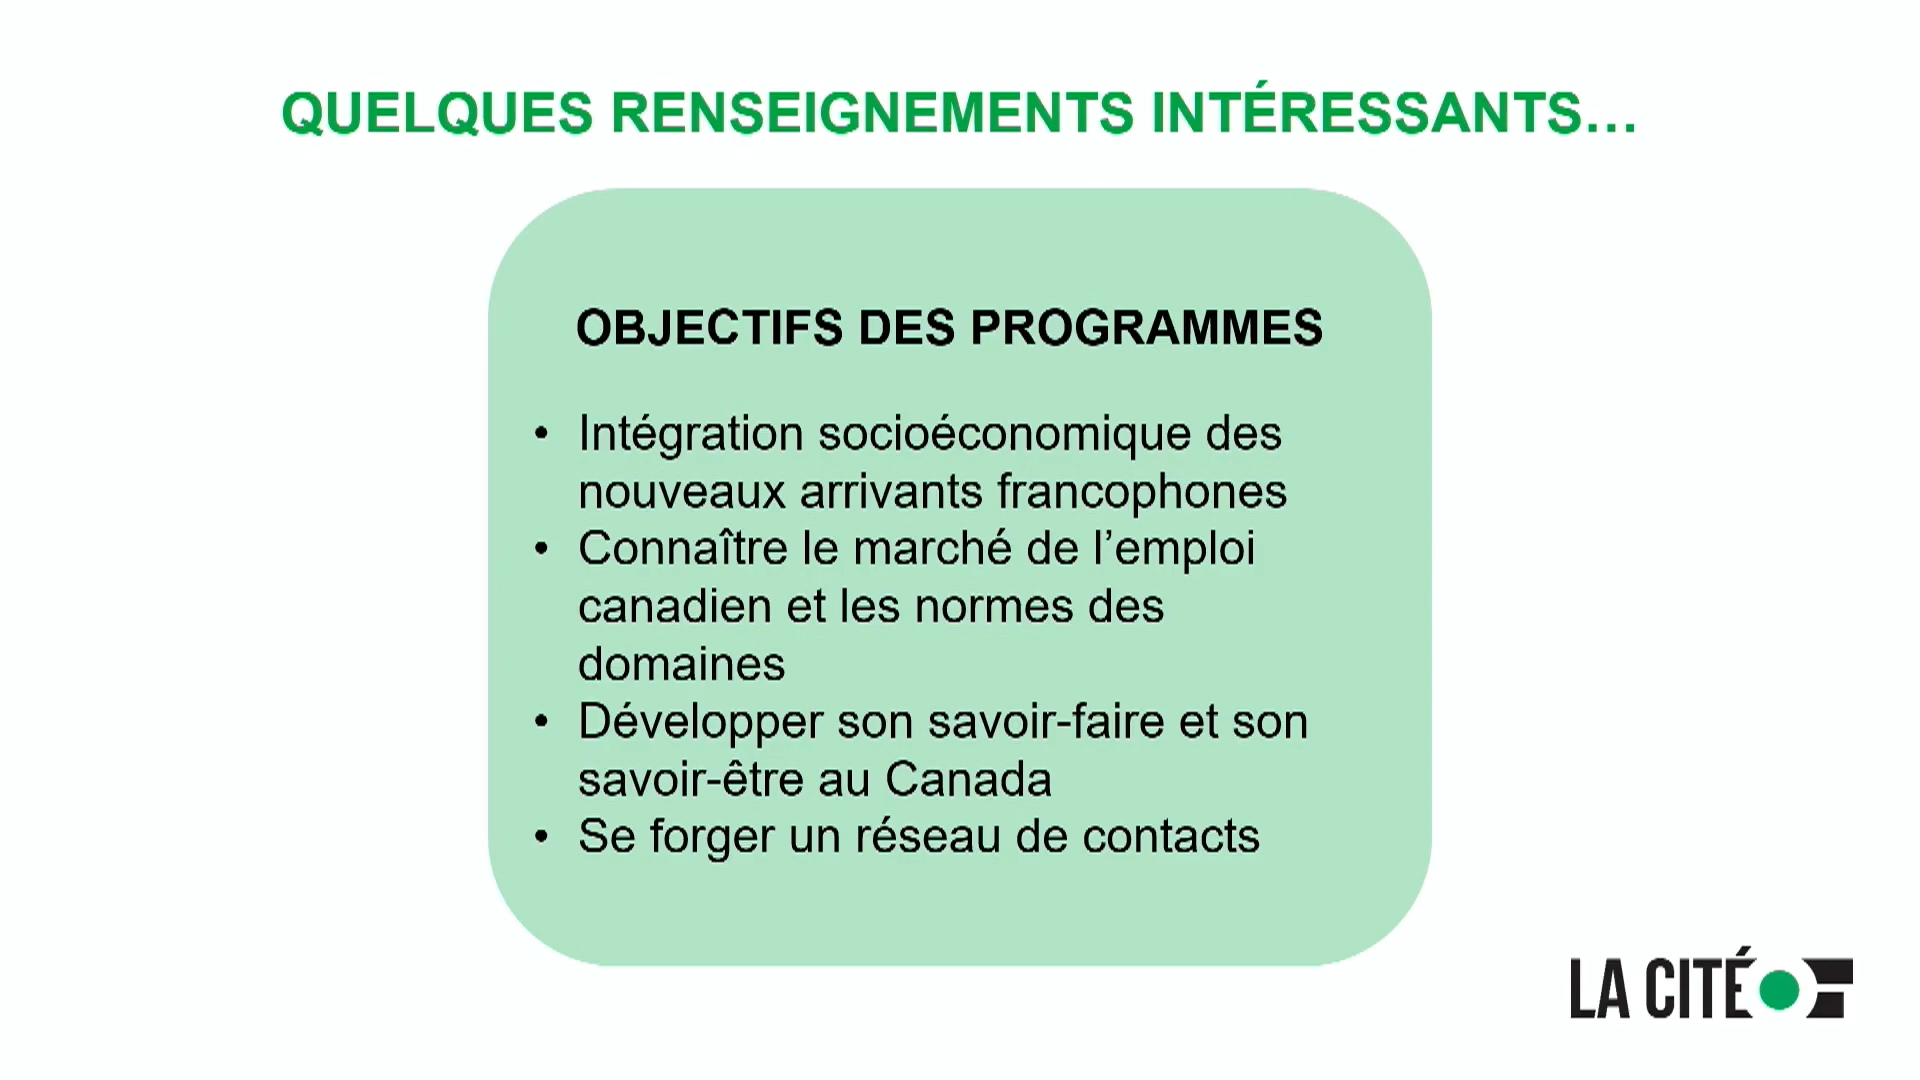 QUELQUES RENSEIGNEMENTS INTÉRESSANTS…
OBJECTIFS DES PROGRAMMES
• Intégration socioéconomique des
nouveaux arrivants francophones
• Connaître le marché de l’emploi
canadien et les normes des
domaines
• Développer son savoir-faire et son
savoir-être au Canada
• Se forger un réseau de contacts
LA CITÉ